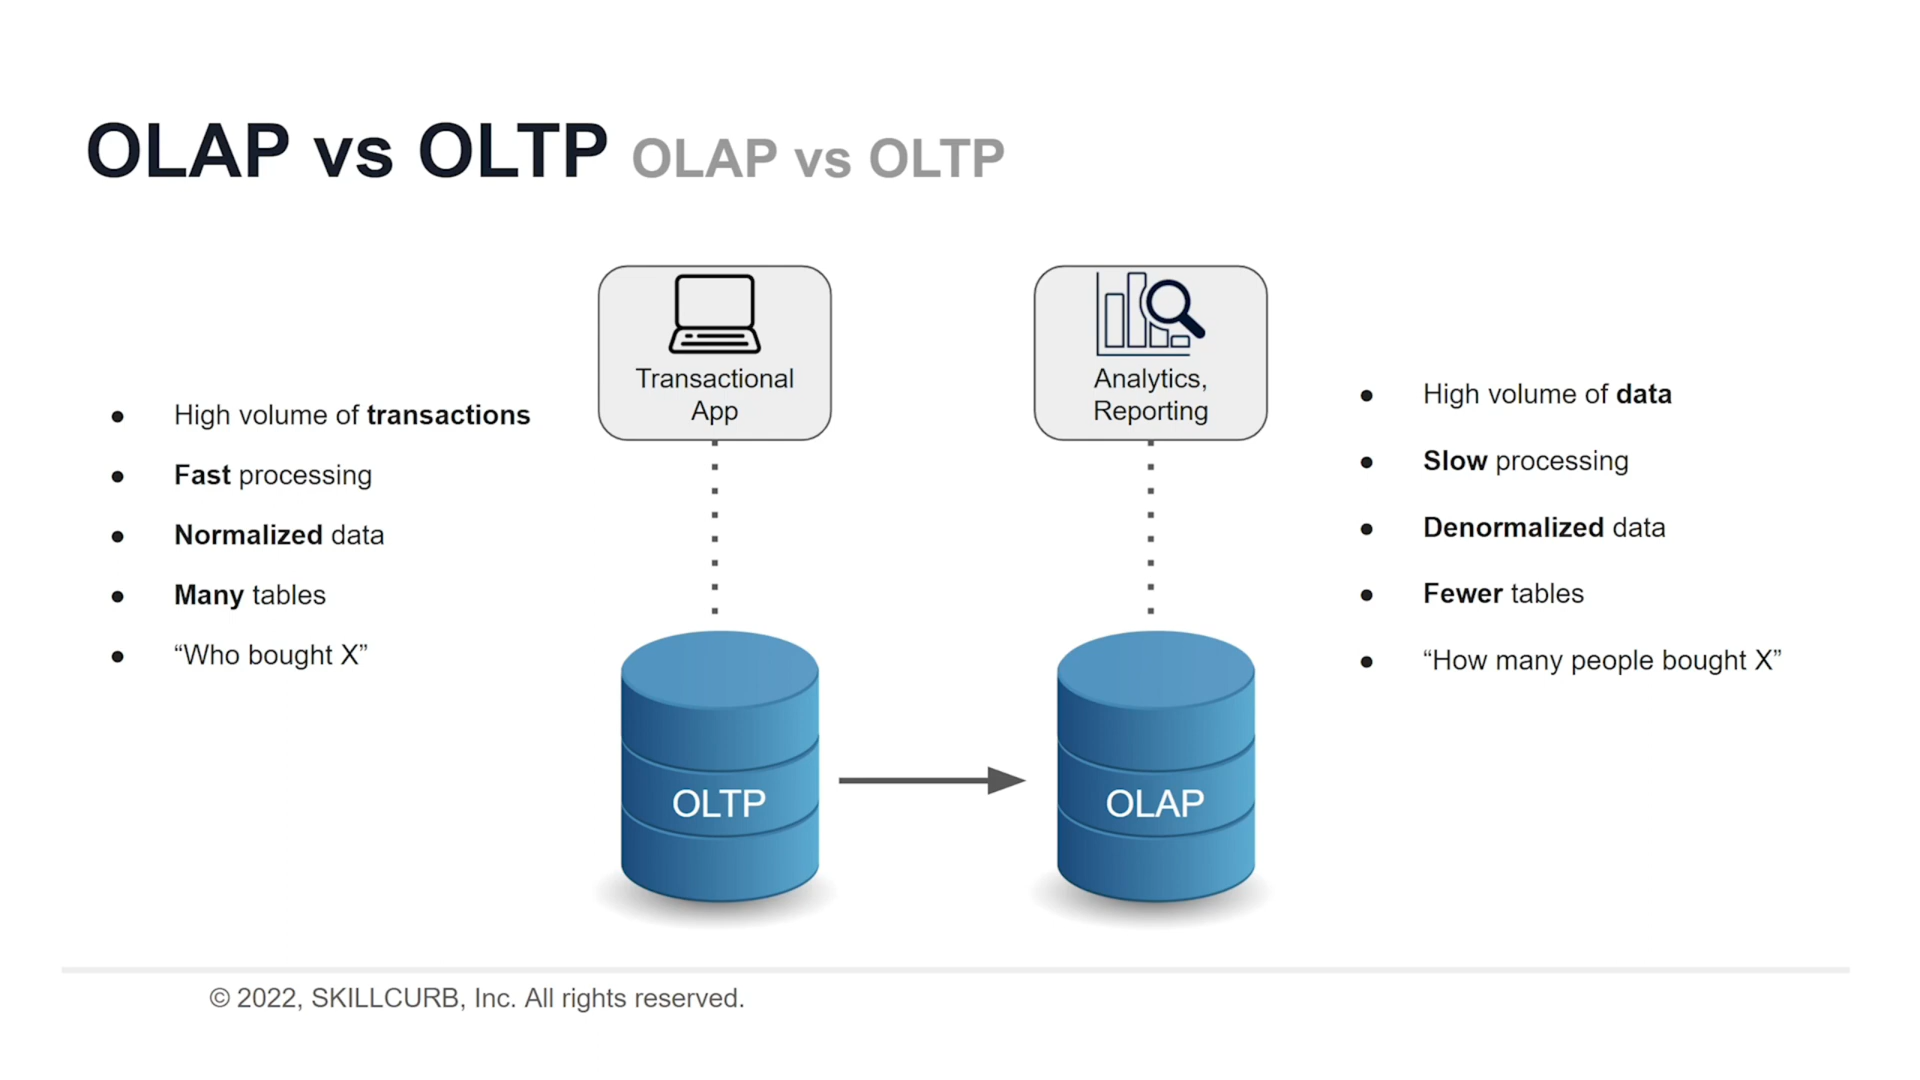 OLAP vs OLTP OLAP vs OLTP
Transactional
App
Analytics,
Reporting
● High volume of transactions
● Fast processing
● Normalized data
● Many tables
● “Who bought X”
● High volume of data
● Slow processing
● Denormalized data
● Fewer tables
● “How many people bought X”
OLTP
OLAP
© 2022, SKILLCURB, Inc. All rights reserved.